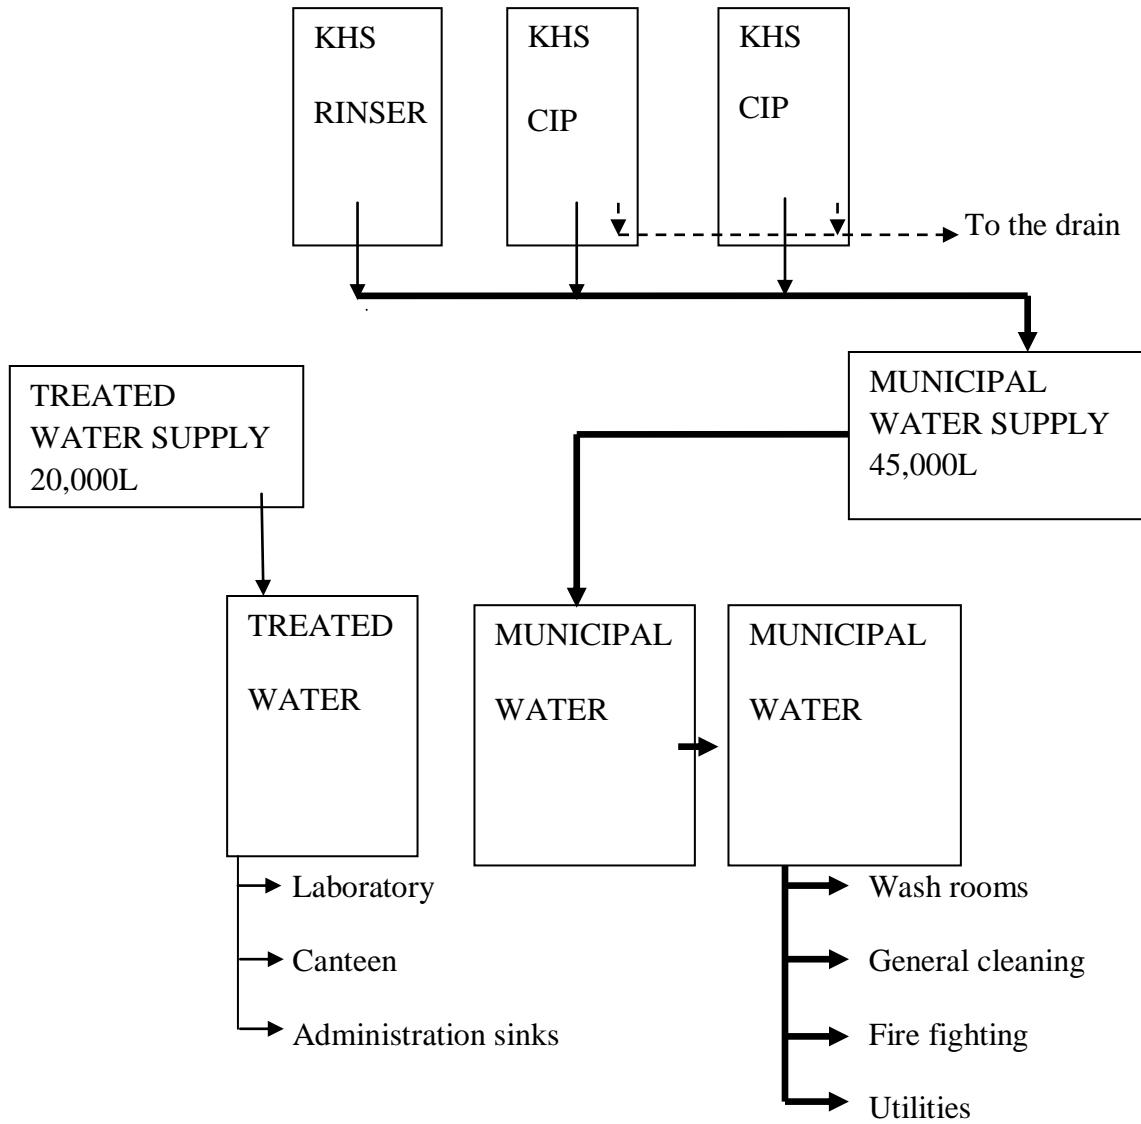 KHS
RINSER
KHS
CIP
KHS
CIP
To the drain
TREATED
WATER SUPPLY
20,000L
MUNICIPAL
WATER SUPPLY
45,000L
TREATED
WATER
MUNICIPAL
WATER
MUNICIPAL
WATER
Laboratory
Canteen
Administration sinks
Wash rooms
General cleaning
Fire fighting
Utilities